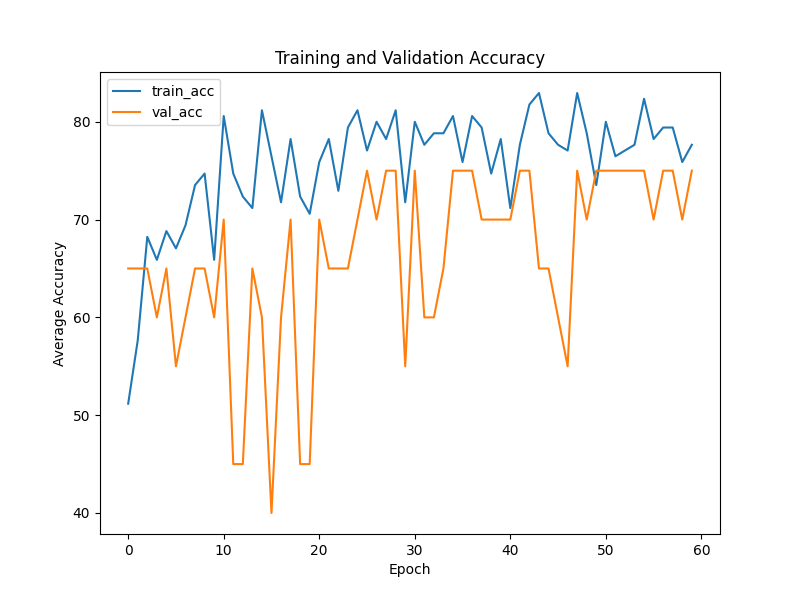 Training and Validation Accuracy
train_acc
val_acc
80
70
60
50
40
Average Accuracy
0 10 20 30 40 50 60
Epoch